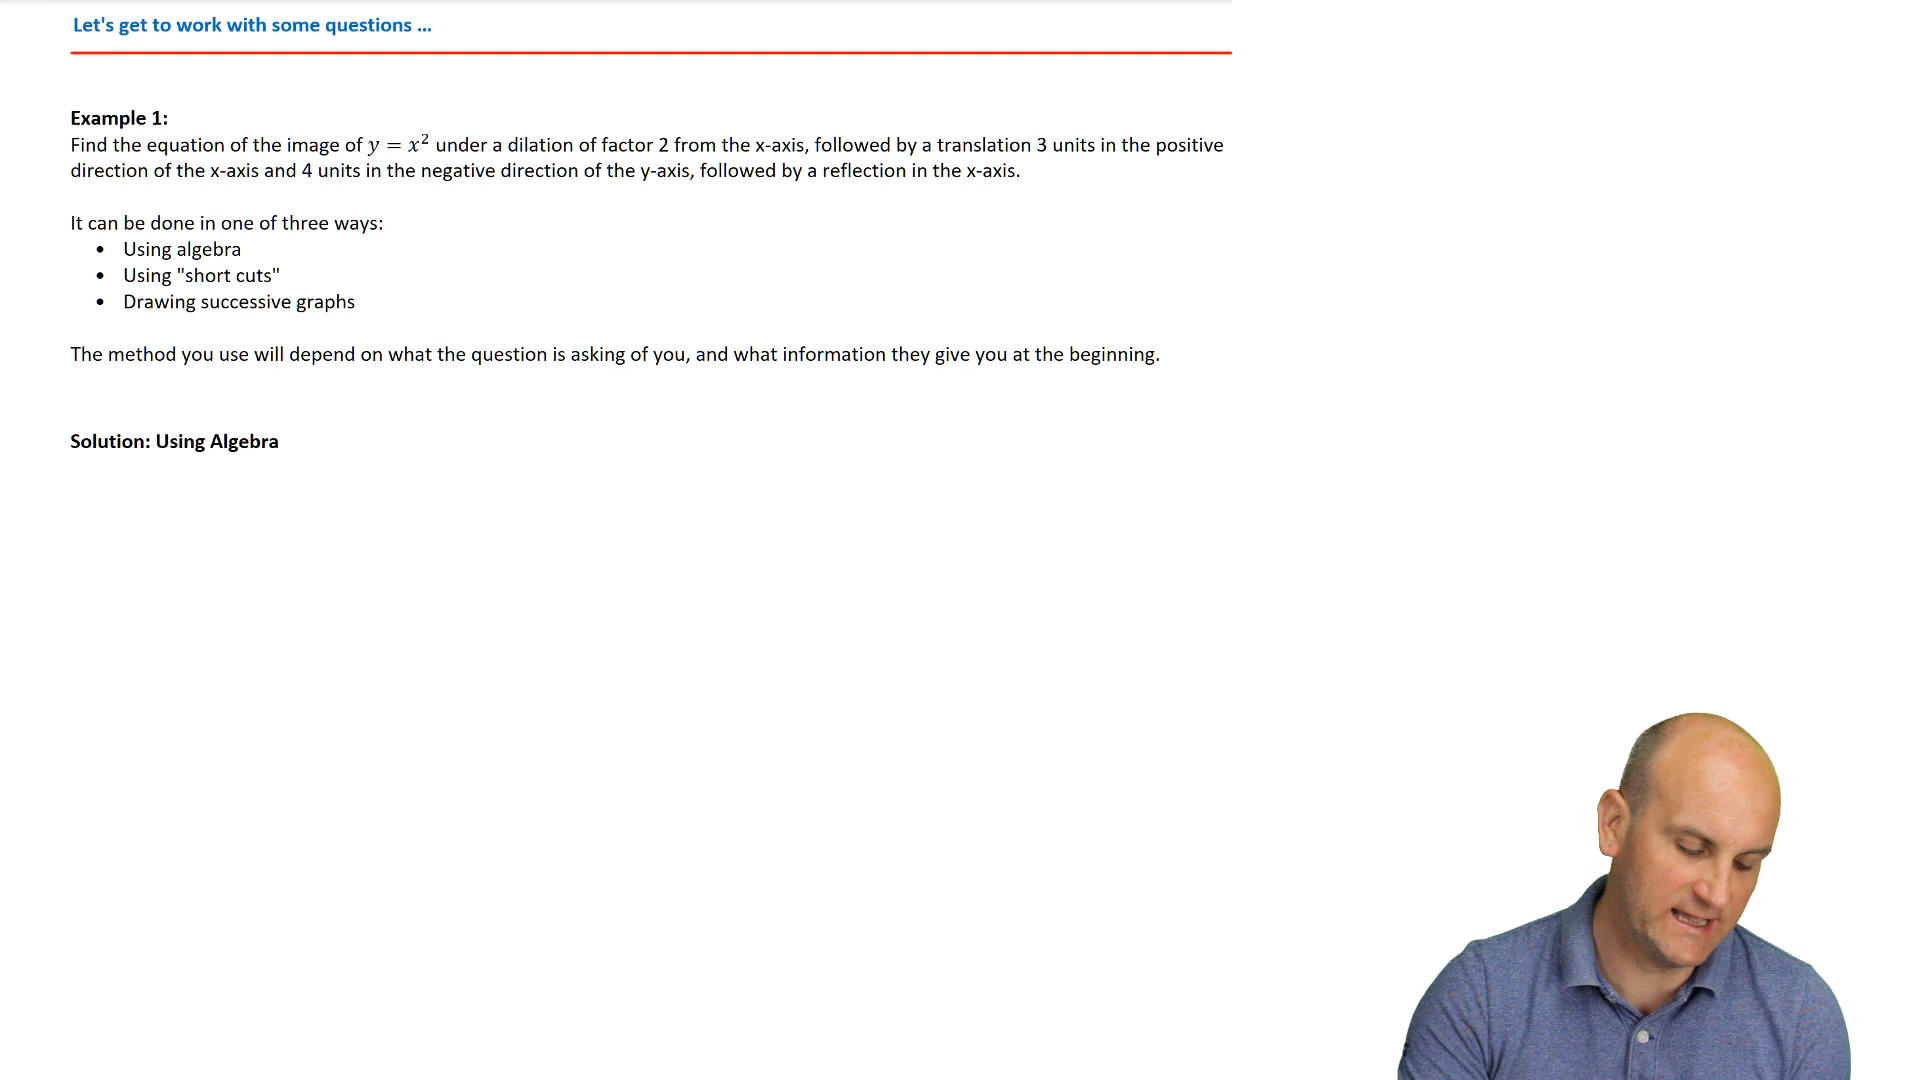 Let's get to work with some questions ...
Example 1:
Find the equation of the image of y = x² under a dilation of factor 2 from the x-axis, followed by a translation 3 units in the positive
direction of the x-axis and 4 units in the negative direction of the y-axis, followed by a reflection in the x-axis.
It can be done in one of three ways:
• Using algebra
• Using "short cuts"
• Drawing successive graphs
The method you use will depend on what the question is asking of you, and what information they give you at the beginning.
Solution: Using Algebra